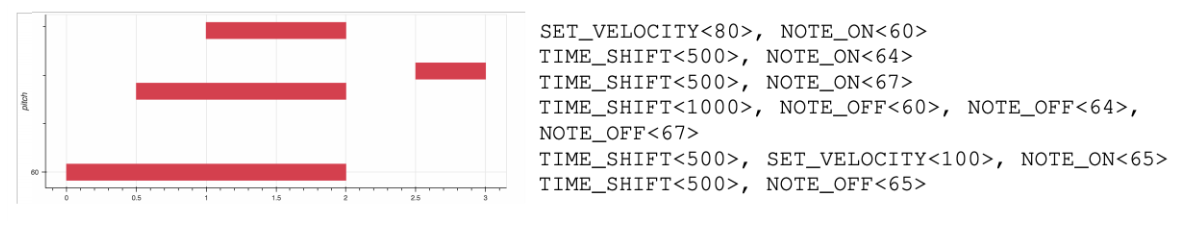 pitch
60
0 0.5 1 1.5 2 2.5 3
SET_VELOCITY<80>, NOTE_ON<60>
TIME_SHIFT<500>, NOTE_ON<64>
TIME_SHIFT<500>, NOTE_ON<67>
TIME_SHIFT<1000>, NOTE_OFF<60>, NOTE_OFF<64>,
NOTE_OFF<67>
TIME_SHIFT<500>, SET_VELOCITY<100>, NOTE_ON<65>
TIME_SHIFT<500>, NOTE_OFF<65>